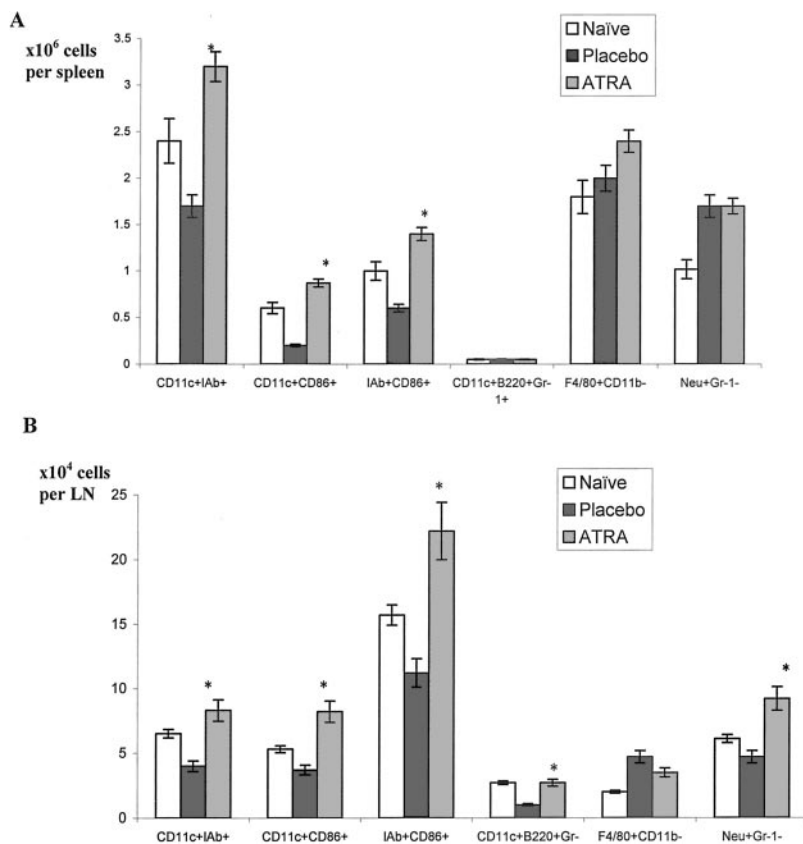 A
x10⁶ cells
per spleen
Naïve
Placebo
ATRA
3.5
3
2.5
2
1.5
1
0.5
0
*
*
*
CD11c+IAb+
CD11c+CD86+
IAb+CD86+
CD11c+B220+Gr-
1+
F4/80+CD11b-
Neu+Gr-1-
B
x10⁴ cells
per LN
Naïve
Placebo
ATRA
25
20
15
10
5
0
*
*
*
*
*
CD11c+IAb+
CD11c+CD86+
IAb+CD86+
CD11c+B220+Gr-
F4/80+CD11b-
Neu+Gr-1-